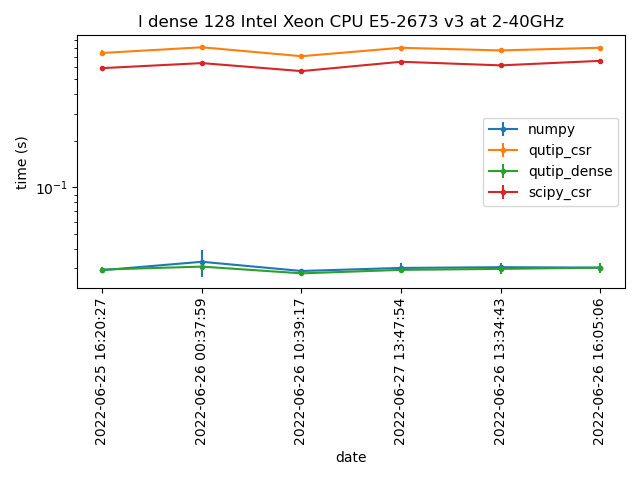 l dense 128 Intel Xeon CPU E5-2673 v3 at 2-40GHz
time (s)
10⁻¹
numpy
qutip_csr
qutip_dense
scipy_csr
2022-06-25 16:20:27
2022-06-26 00:37:59
2022-06-26 10:39:17
2022-06-27 13:47:54
2022-06-26 13:34:43
2022-06-26 16:05:06
date